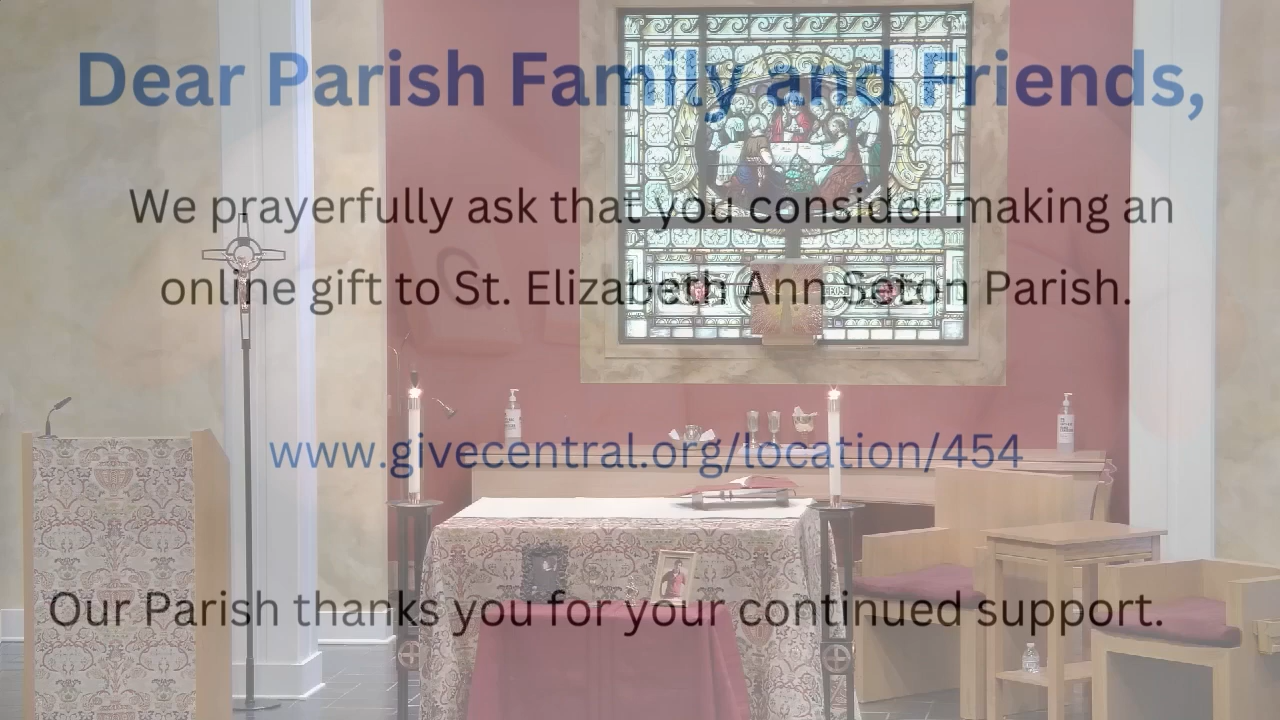 Dear Parish Family and Friends,
We prayerfully ask that you consider making an
online gift to St. Elizabeth Ann Seton Parish.
www.givecentral.org/location/454
Our Parish thanks you for your continued support.